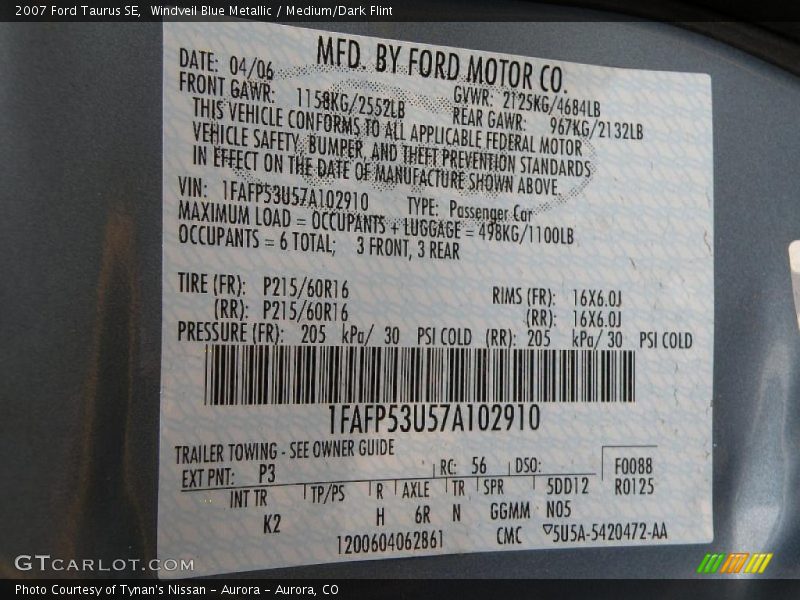 2007 Ford Taurus SE, Windveil Blue Metallic / Medium/Dark Flint
MFD. BY FORD MOTOR CO.
DATE: 04/06 GVWR: 2125KG/4684LB
FRONT GAWR: 1158KG/2552LB REAR GAWR: 967KG/2132LB
THIS VEHICLE CONFORMS TO ALL APPLICABLE FEDERAL MOTOR
VEHICLE SAFETY, BUMPER, AND THEFT PREVENTION STANDARDS
IN EFFECT ON THE DATE OF MANUFACTURE SHOWN ABOVE.
VIN: 1FAFP53U57A102910 TYPE: Passenger Car
MAXIMUM LOAD = OCCUPANTS + LUGGAGE = 498KG/1100LB
OCCUPANTS = 6 TOTAL; 3 FRONT, 3 REAR
TIRE (FR): P215/60R16 RIMS (FR): 16X6.0J
(RR): P215/60R16 (RR): 16X6.0J
PRESSURE (FR): 205 kPa/ 30 PSI COLD (RR): 205 kPa/ 30 PSI COLD
1FAFP53U57A102910
TRAILER TOWING - SEE OWNER GUIDE
EXT PNT: P3 RC: 56 DSO: F0088
INT TR TP/PS R AXLE TR SPR 5DD12 R0125
K2 H 6R N GGMM N05
1200604062861 CMC ▽5U5A-5420472-AA
GTCARLOT.COM
Photo Courtesy of Tynan's Nissan - Aurora - Aurora, CO